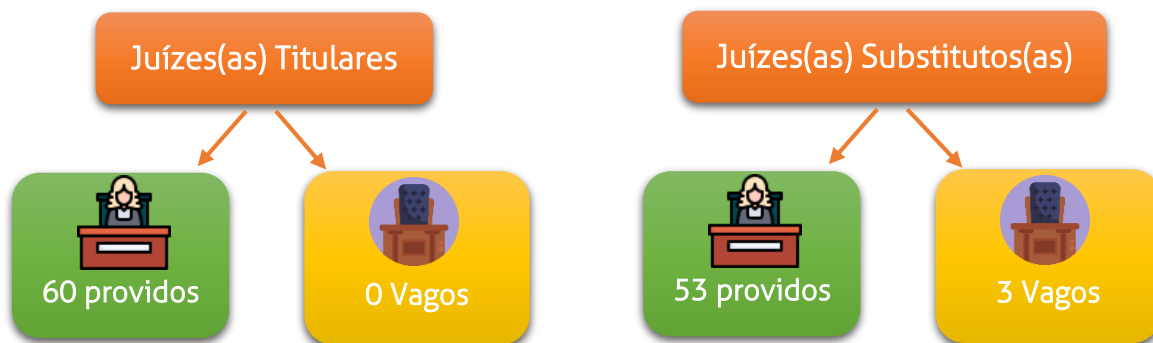 Juízes(as) Titulares
Juízes(as) Substitutos(as)
60 providos
0 Vagos
53 providos
3 Vagos